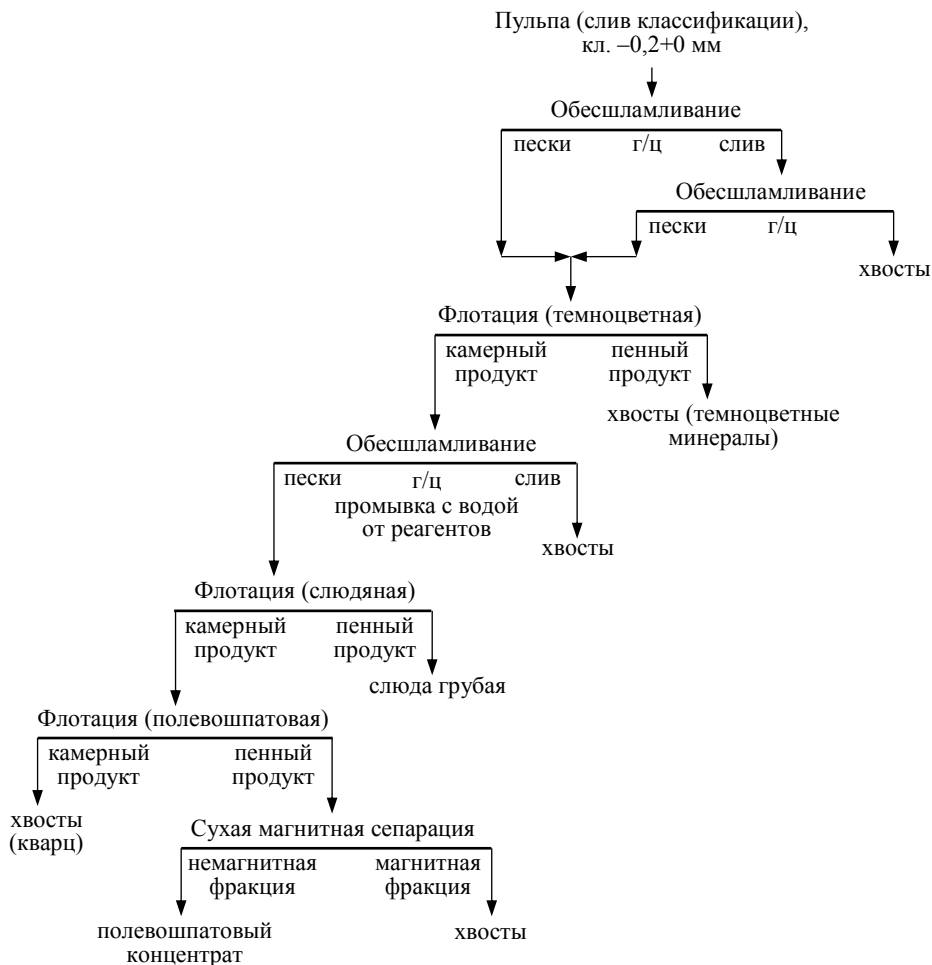 Пульпа (слив классификации),
кл. –0,2+0 мм
Обесшламливание
пески г/ц слив
Обесшламливание
пески г/ц
хвосты
Флотация (темноцветная)
камерный пенный
продукт продукт
хвосты (темноцветные
минералы)
Обесшламливание
пески г/ц слив
промывка с водой
от реагентов
хвосты
Флотация (слюдяная)
камерный пенный
продукт продукт
слюда грубая
Флотация (полевошпатовая)
камерный пенный
продукт продукт
хвосты
(кварц)
Сухая магнитная сепарация
немагнитная магнитная
фракция фракция
полевошпатовый хвосты
концентрат